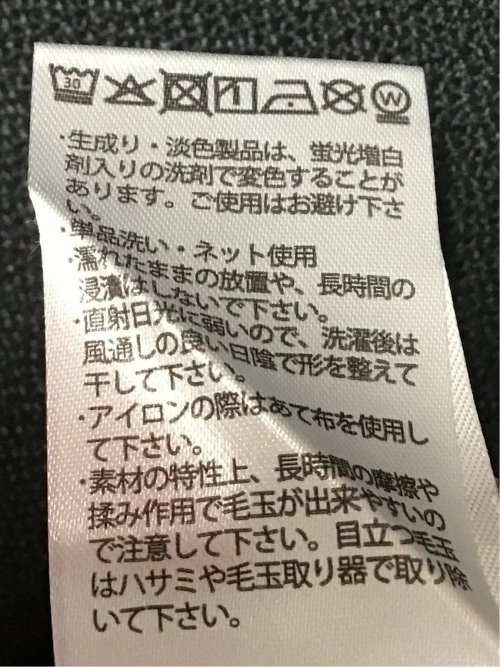 30 W
・生成り・淡色製品は、蛍光増白
剤入りの洗剤で変色することが
あります。ご使用はお避け下さ
い。
・単品洗い・ネット使用
・濡れたままの放置や、長時間の
浸漬はしないで下さい。
・直射日光に弱いので、洗濯後は
風通しの良い日陰で形を整えて
干して下さい。
・アイロンの際はあて布を使用し
て下さい。
・素材の特性上、長時間の摩擦や
揉み作用で毛玉が出来やすいの
で注意して下さい。目立つ毛玉
はハサミや毛玉取り器で取り除
いて下さい。